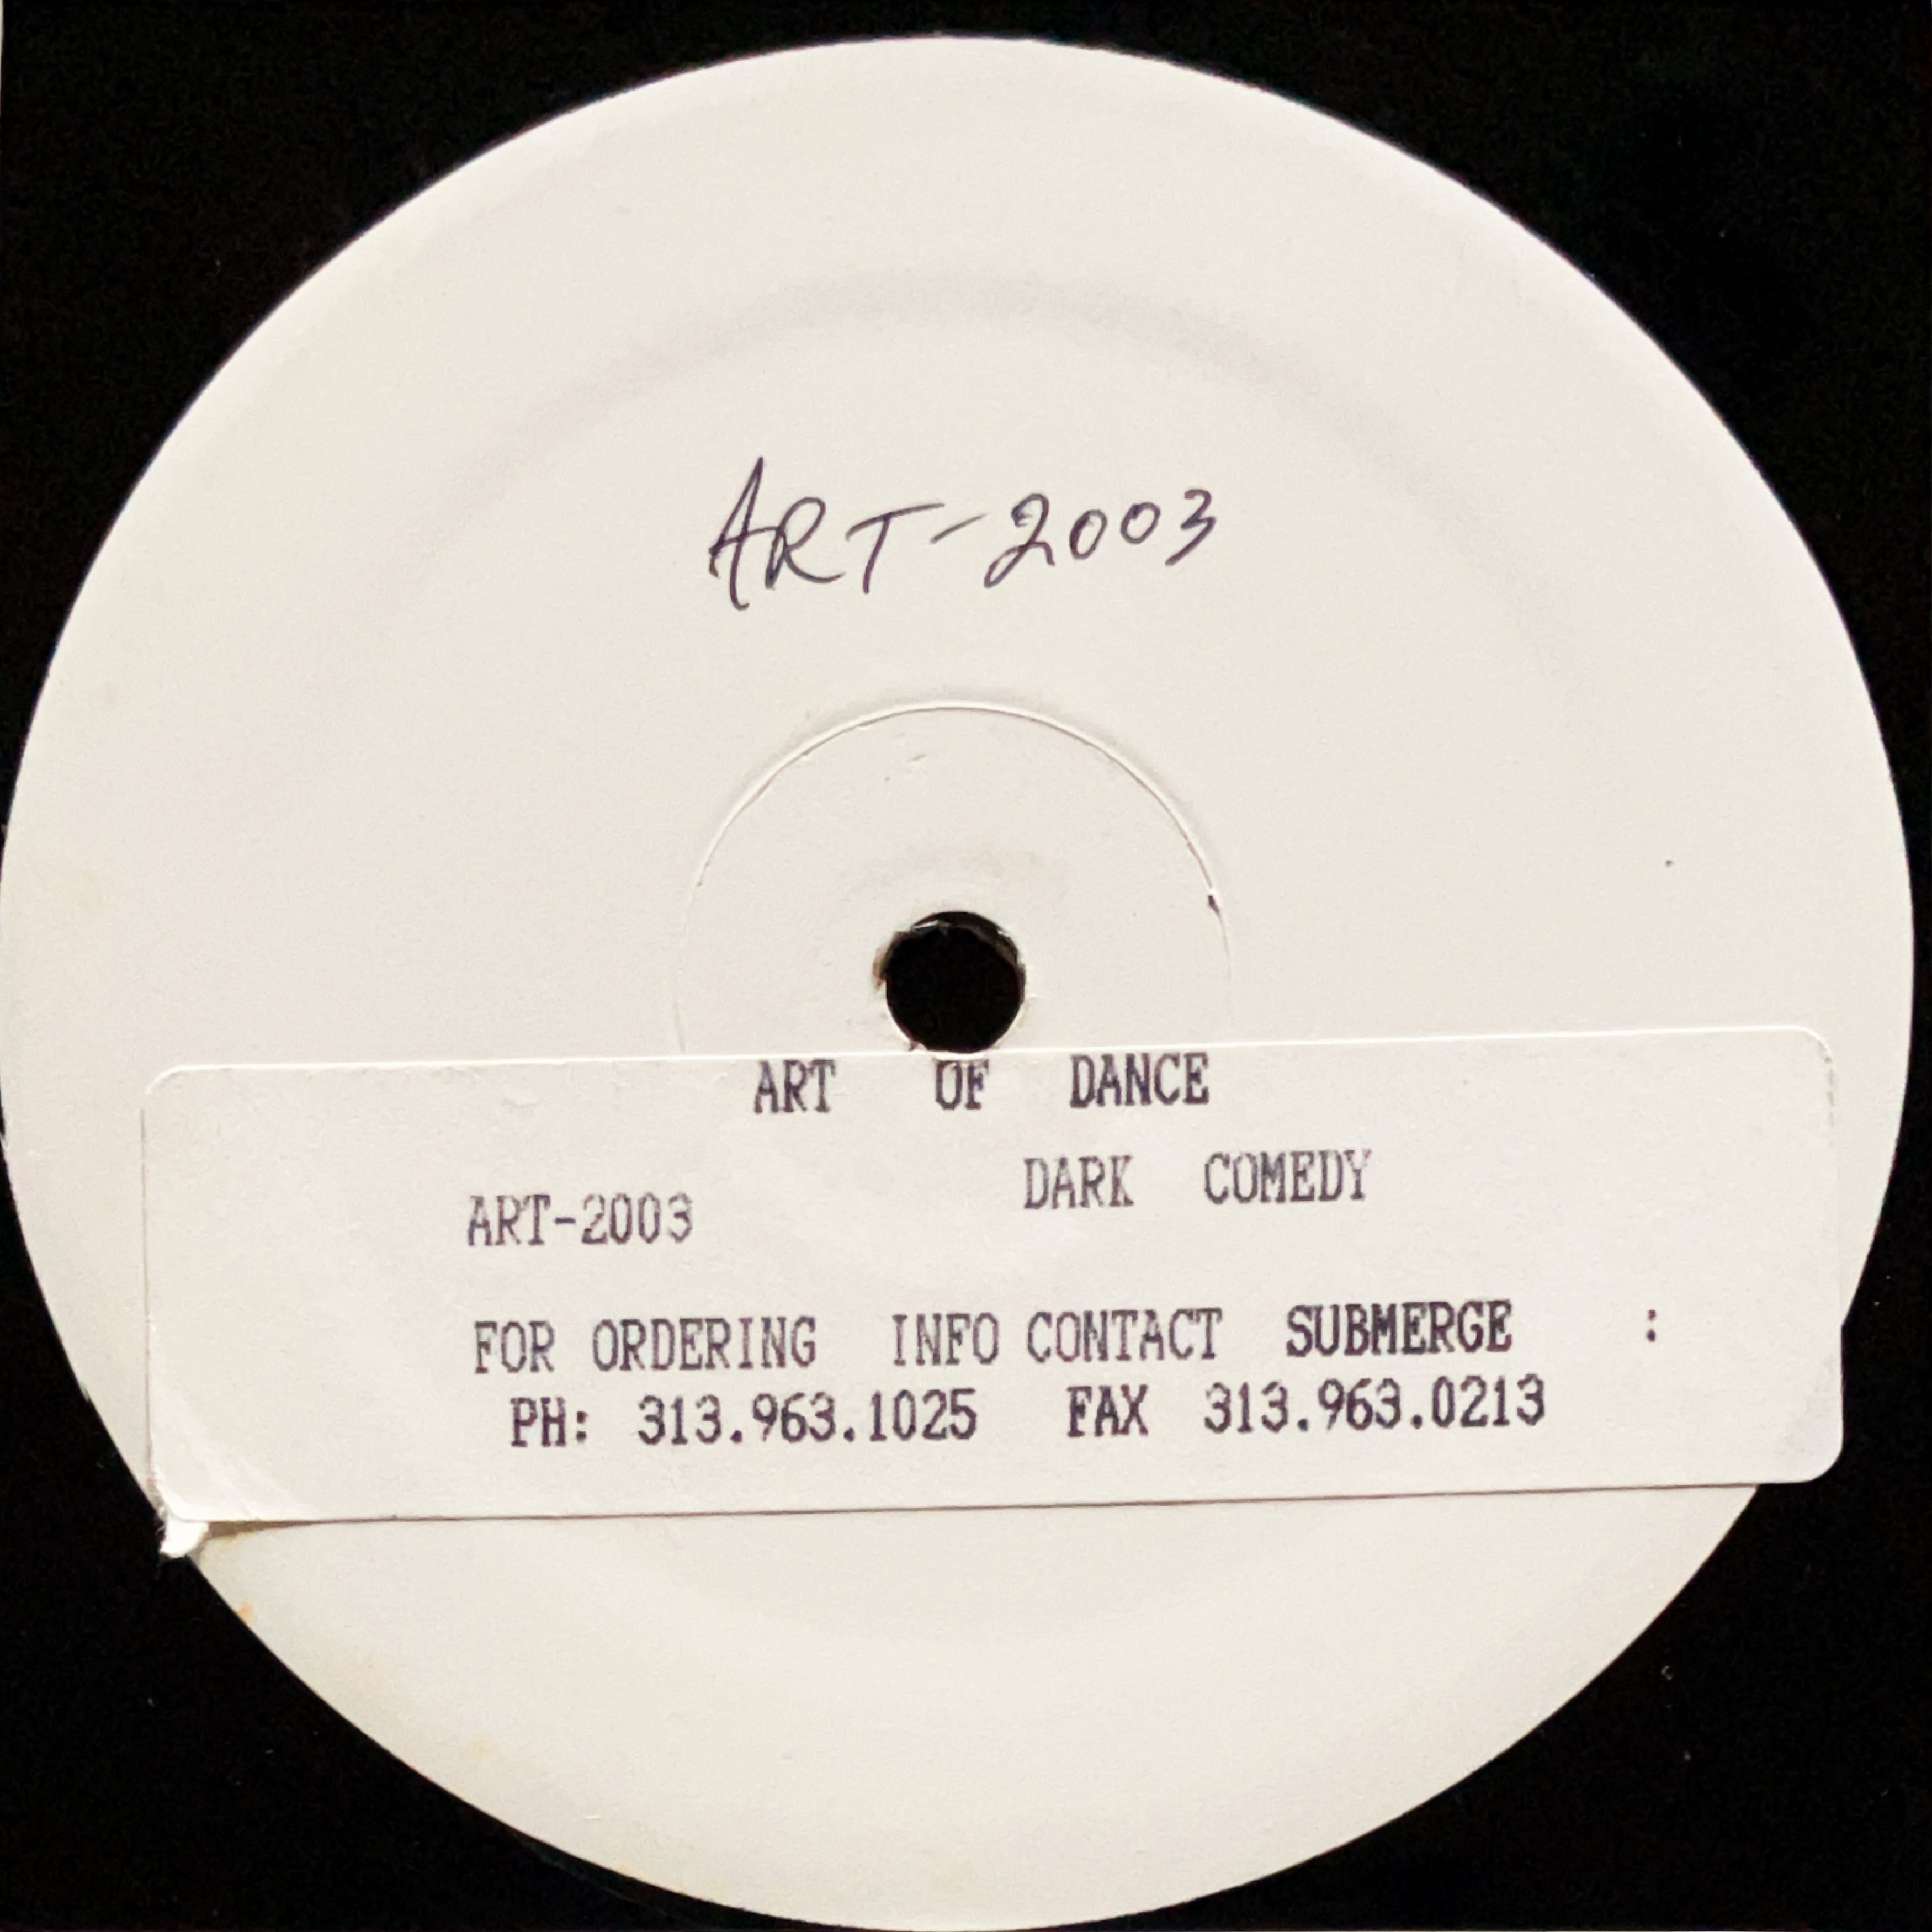 ART-2003
ART OF DANCE
DARK COMEDY
ART-2003
FOR ORDERING INFO CONTACT SUBMERGE :
PH: 313.963.1025 FAX 313.963.0213